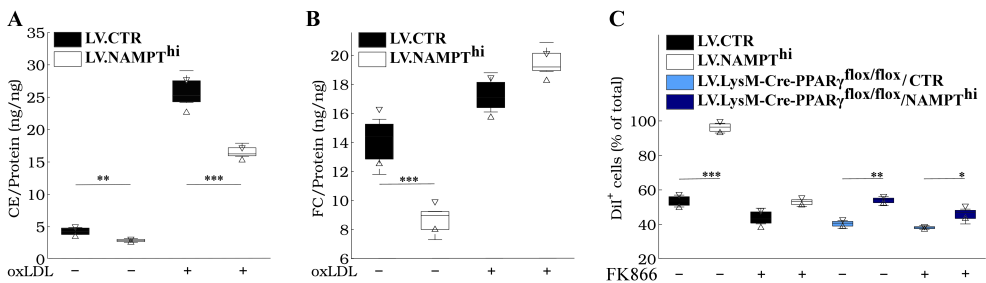 A
CE/Protein (ng/ng)
35
30
25
20
15
10
5
0
LV.CTR
LV.NAMPThi
**
***
oxLDL − − + +
B
FC/Protein (ng/ng)
20
18
16
14
12
10
8
6
LV.CTR
LV.NAMPThi
***
oxLDL − − + +
C
LV.CTR
LV.NAMPThi
LV.LysM-Cre-PPARγflox/flox/CTR
LV.LysM-Cre-PPARγflox/flox/NAMPThi
DiI+ cells (% of total)
100
80
60
40
20
***
**
*
FK866 − − + + − − + +